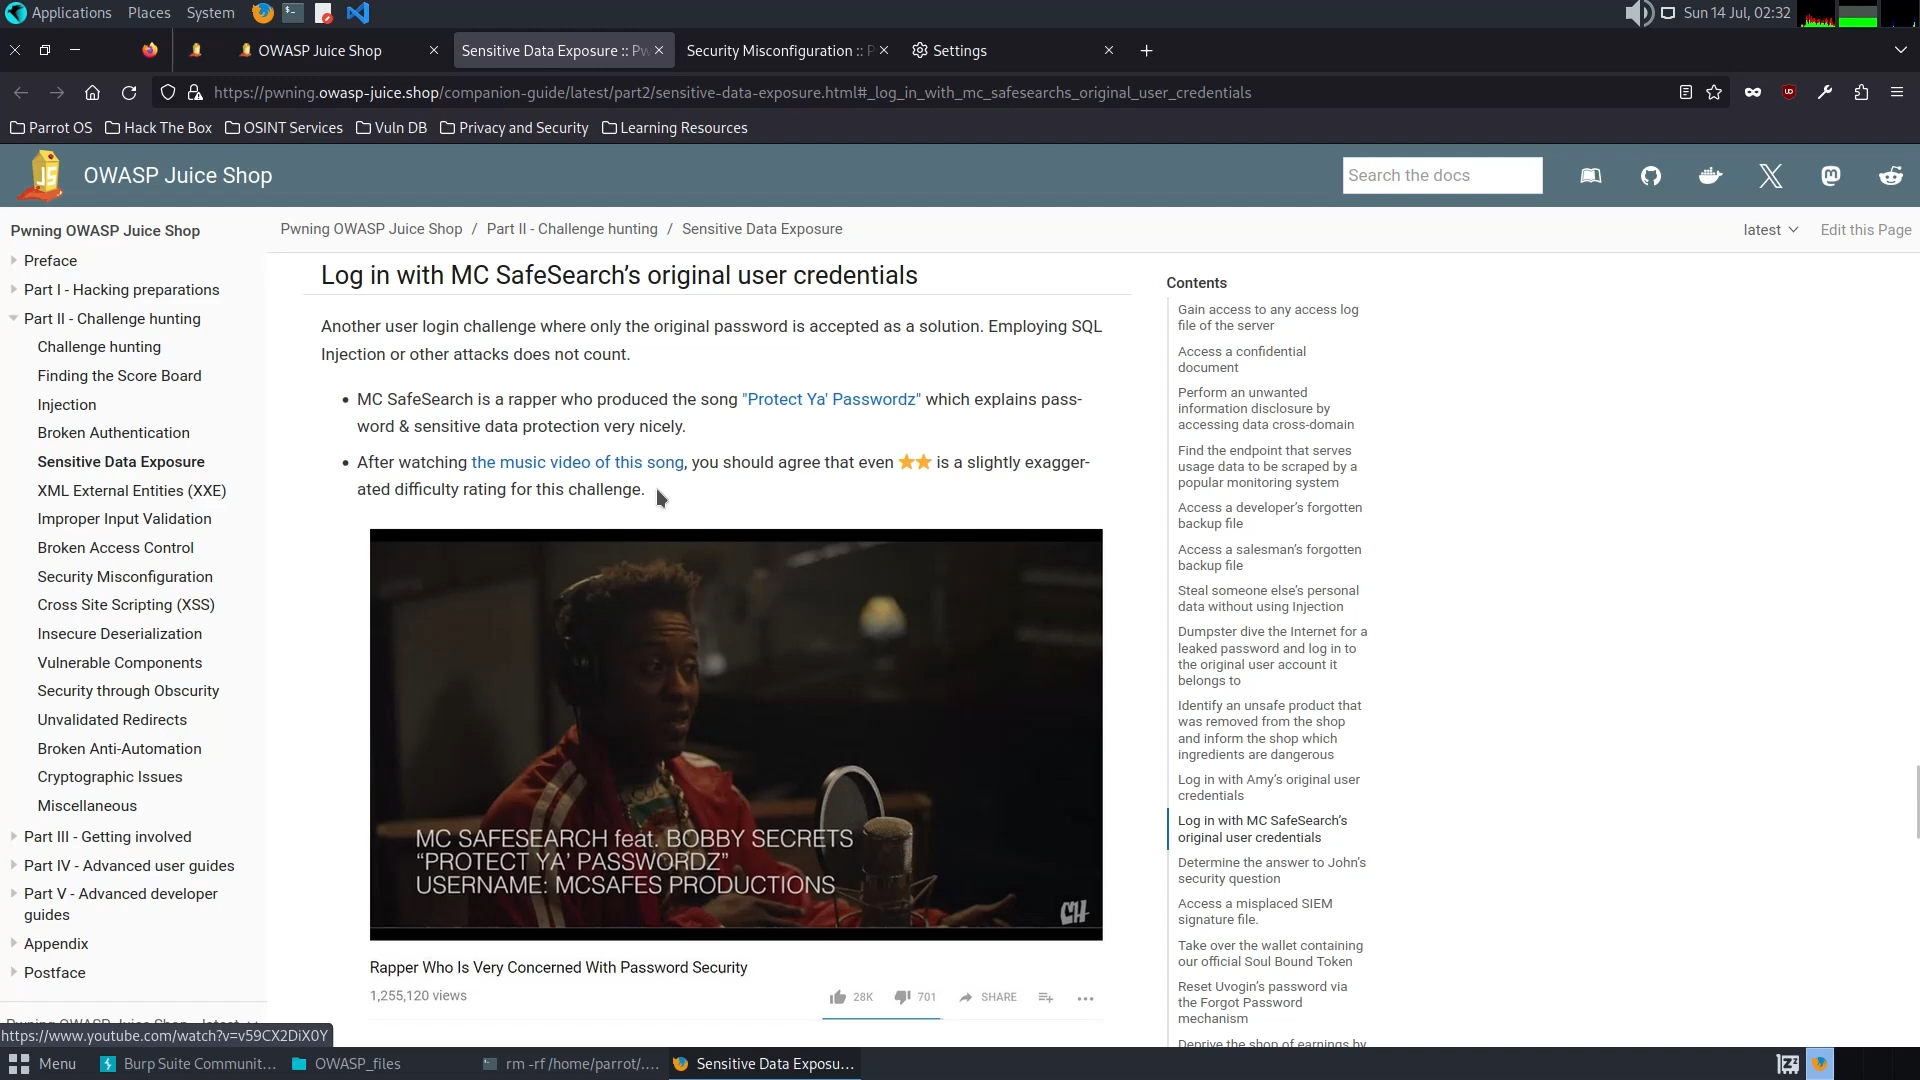 Applications Places System
Sun 14 Jul, 02:32
OWASP Juice Shop
Sensitive Data Exposure :: Pw
Security Misconfiguration :: P
Settings
https://pwning.owasp-juice.shop/companion-guide/latest/part2/sensitive-data-exposure.html#_log_in_with_mc_safesearchs_original_user_credentials
Parrot OS Hack The Box OSINT Services Vuln DB Privacy and Security Learning Resources
JS
OWASP Juice Shop
Search the docs
Pwning OWASP Juice Shop
Preface
Part I - Hacking preparations
Part II - Challenge hunting
Challenge hunting
Finding the Score Board
Injection
Broken Authentication
Sensitive Data Exposure
XML External Entities (XXE)
Improper Input Validation
Broken Access Control
Security Misconfiguration
Cross Site Scripting (XSS)
Insecure Deserialization
Vulnerable Components
Security through Obscurity
Unvalidated Redirects
Broken Anti-Automation
Cryptographic Issues
Miscellaneous
Part III - Getting involved
Part IV - Advanced user guides
Part V - Advanced developer
guides
Appendix
Postface
Pwning OWASP Juice Shop / Part II - Challenge hunting / Sensitive Data Exposure
latest
Edit this Page
Log in with MC SafeSearch’s original user credentials
Another user login challenge where only the original password is accepted as a solution. Employing SQL
Injection or other attacks does not count.
• MC SafeSearch is a rapper who produced the song "Protect Ya' Passwordz" which explains pass-
word & sensitive data protection very nicely.
• After watching the music video of this song, you should agree that even ⭐⭐ is a slightly exagger-
ated difficulty rating for this challenge.
MC SAFESEARCH feat. BOBBY SECRETS
“PROTECT YA’ PASSWORDZ”
USERNAME: MCSAFES PRODUCTIONS
CH
Rapper Who Is Very Concerned With Password Security
1,255,120 views
28K 701 SHARE
Contents
Gain access to any access log
file of the server
Access a confidential
document
Perform an unwanted
information disclosure by
accessing data cross-domain
Find the endpoint that serves
usage data to be scraped by a
popular monitoring system
Access a developer’s forgotten
backup file
Access a salesman’s forgotten
backup file
Steal someone else’s personal
data without using Injection
Dumpster dive the Internet for a
leaked password and log in to
the original user account it
belongs to
Identify an unsafe product that
was removed from the shop
and inform the shop which
ingredients are dangerous
Log in with Amy’s original user
credentials
Log in with MC SafeSearch’s
original user credentials
Determine the answer to John’s
security question
Access a misplaced SIEM
signature file.
Take over the wallet containing
our official Soul Bound Token
Reset Uvogin’s password via
the Forgot Password
mechanism
Deprive the shop of earnings by
https://www.youtube.com/watch?v=v59CX2DiX0Y
Menu
Burp Suite Communit...
OWASP_files
rm -rf /home/parrot/....
Sensitive Data Exposu...